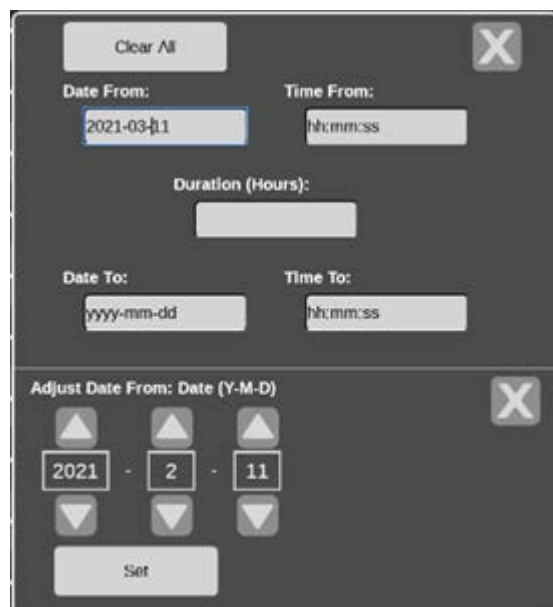 Clear All
X
Date From: Time From:
2021-03-11 hh:mm:ss
Duration (Hours):
Date To: Time To:
yyyy-mm-dd hh:mm:ss
Adjust Date From: Date (Y-M-D)
X
2021 - 2 - 11
Set